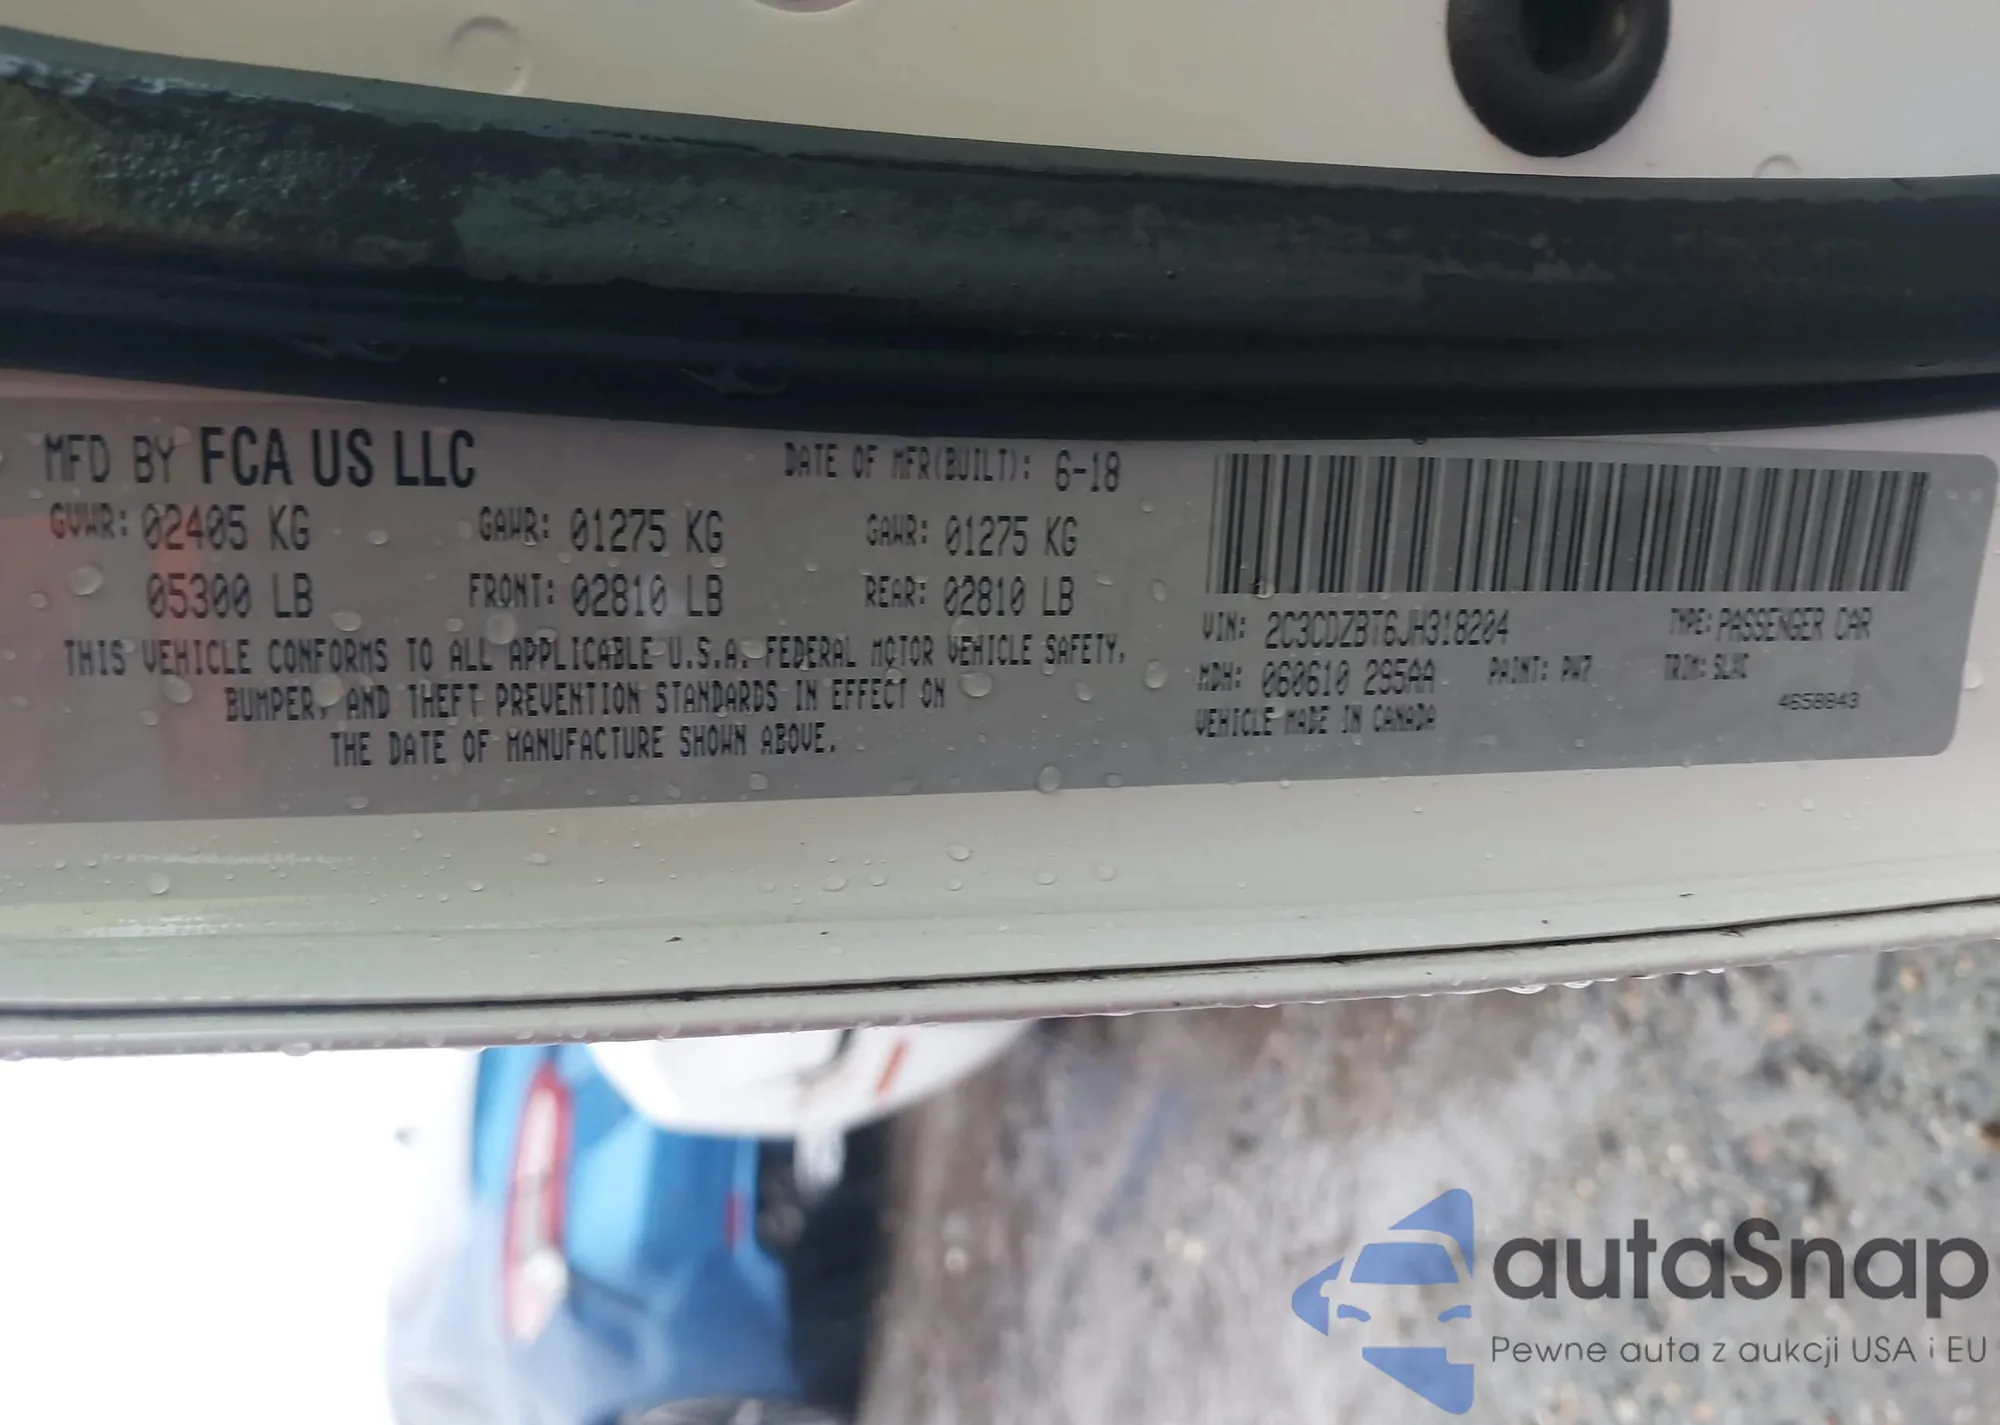 MFD BY FCA US LLC DATE OF MFR(BUILT): 6-18
GVWR: 02405 KG GAWR: 01275 KG GAWR: 01275 KG
05300 LB FRONT: 02810 LB REAR: 02810 LB
THIS VEHICLE CONFORMS TO ALL APPLICABLE U.S.A. FEDERAL MOTOR VEHICLE SAFETY,
BUMPER, AND THEFT PREVENTION STANDARDS IN EFFECT ON
THE DATE OF MANUFACTURE SHOWN ABOVE.
VIN: 2C3CDZBT6JH318204 TYPE: PASSENGER CAR
MDH: 060610 295AA PAINT: PW7 TRIM:
VEHICLE MADE IN CANADA 4658843
autaSnap
Pewne auta z aukcji USA i EU